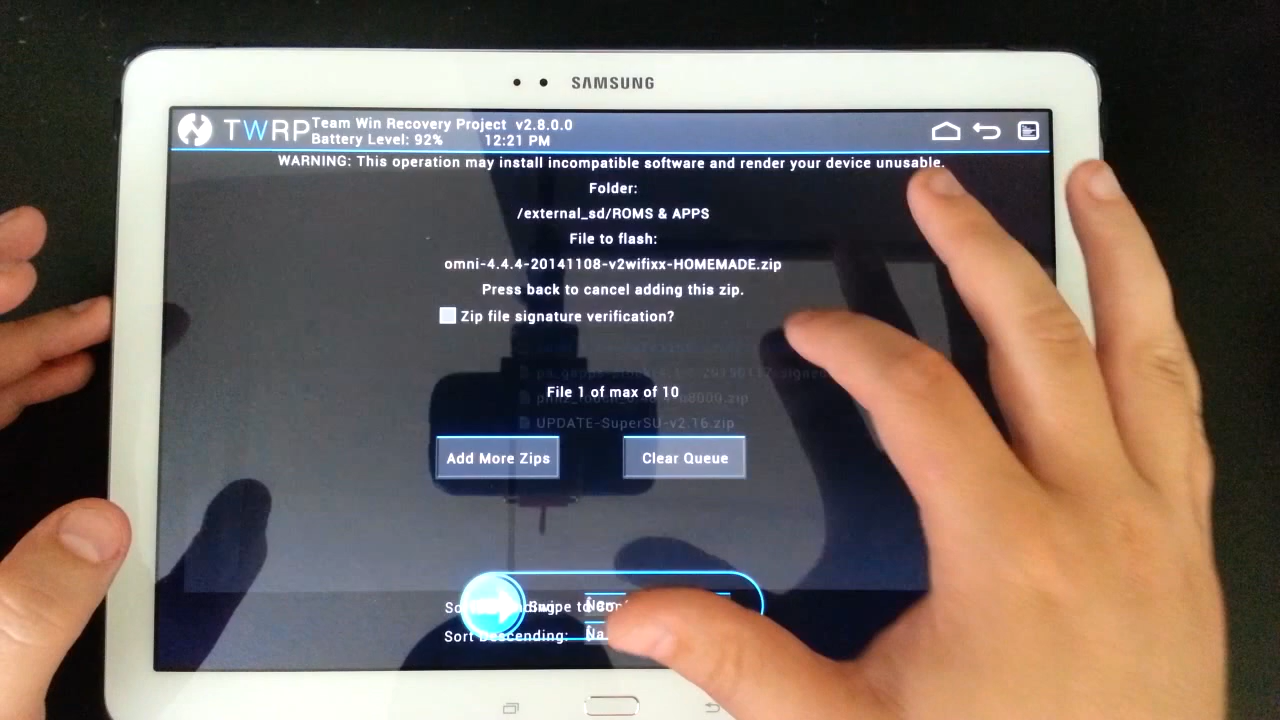 SAMSUNG
TWRP
Team Win Recovery Project v2.8.0.0
Battery Level: 92% 12:21 PM
WARNING: This operation may install incompatible software and render your device unusable.
Folder:
/external_sd/ROMS & APPS
File to flash:
omni-4.4.4-20141108-v2wifixx-HOMEMADE.zip
Press back to cancel adding this zip.
Zip file signature verification?
File 1 of max of 10
UPDATE-SuperSU-v2.16.zip
Add More Zips Clear Queue
Swipe to
Sort Descending: